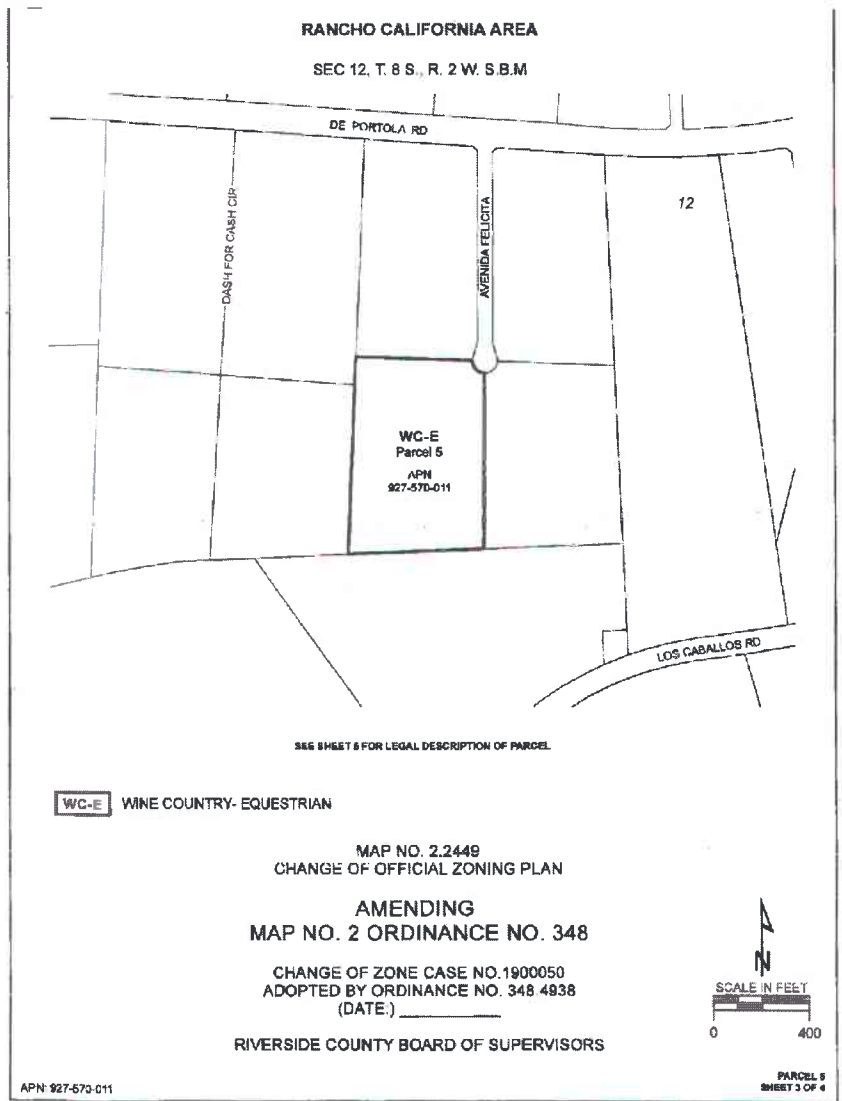 RANCHO CALIFORNIA AREA
SEC 12, T. 8 S., R. 2 W. S.B.M
DE PORTOLA RD
DASH FOR CASH CIR
AVENIDA FELICITA
12
WC-E
Parcel 5
APN
927-570-011
LOS CABALLOS RD
SEE SHEET 5 FOR LEGAL DESCRIPTION OF PARCEL
WC-E WINE COUNTRY- EQUESTRIAN
MAP NO. 2.2449
CHANGE OF OFFICIAL ZONING PLAN
AMENDING
MAP NO. 2 ORDINANCE NO. 348
CHANGE OF ZONE CASE NO.1900050
ADOPTED BY ORDINANCE NO. 348.4938
(DATE:) ___________
RIVERSIDE COUNTY BOARD OF SUPERVISORS
N
SCALE IN FEET
0 400
APN: 927-570-011
PARCEL 5
SHEET 3 OF 4